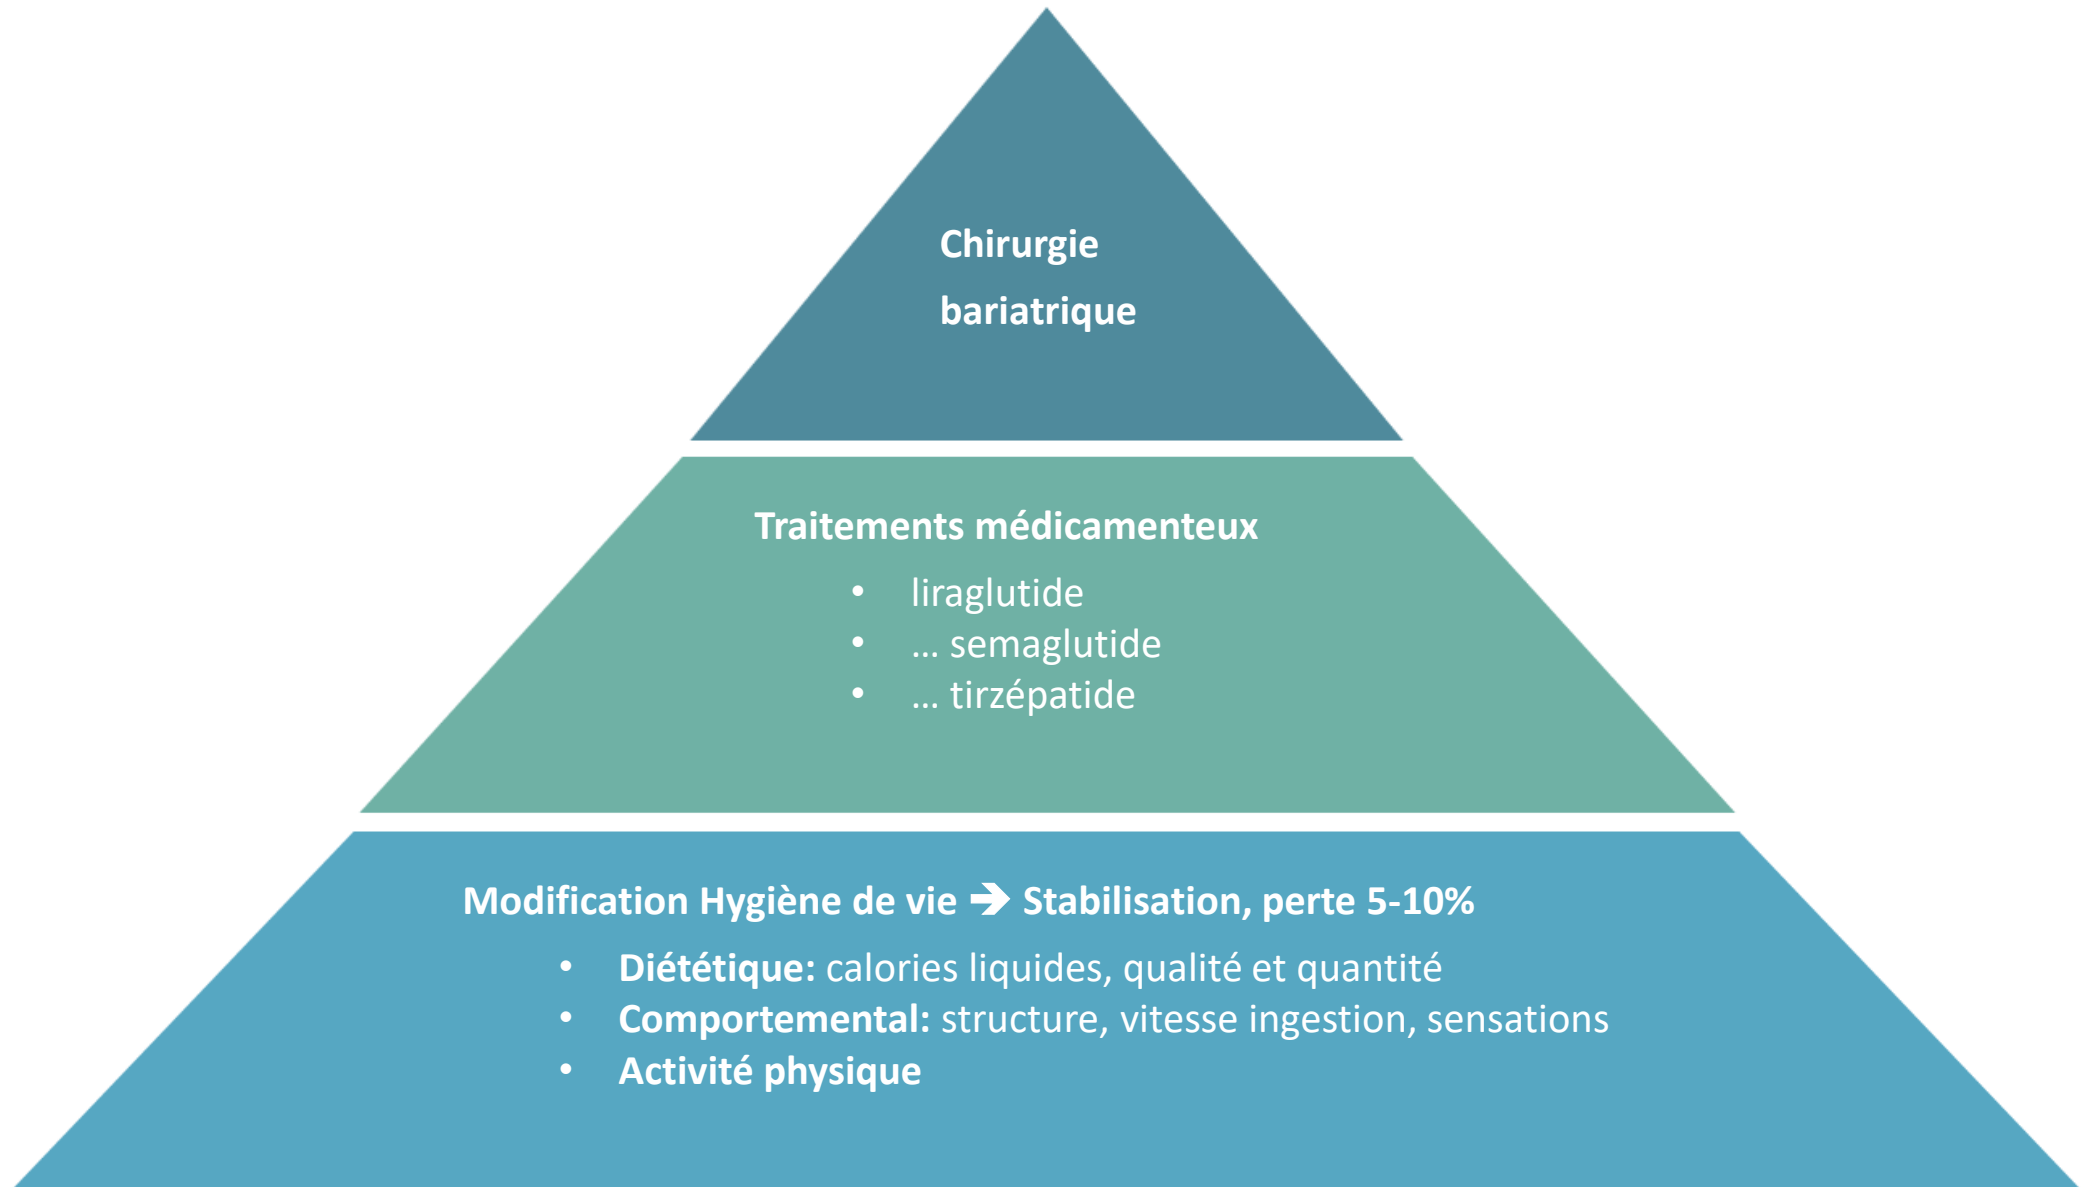 Chirurgie
bariatrique
Traitements médicamenteux
• liraglutide
• ... semaglutide
• ... tirzépatide
Modification Hygiène de vie ➔ Stabilisation, perte 5-10%
• Diététique: calories liquides, qualité et quantité
• Comportemental: structure, vitesse ingestion, sensations
• Activité physique